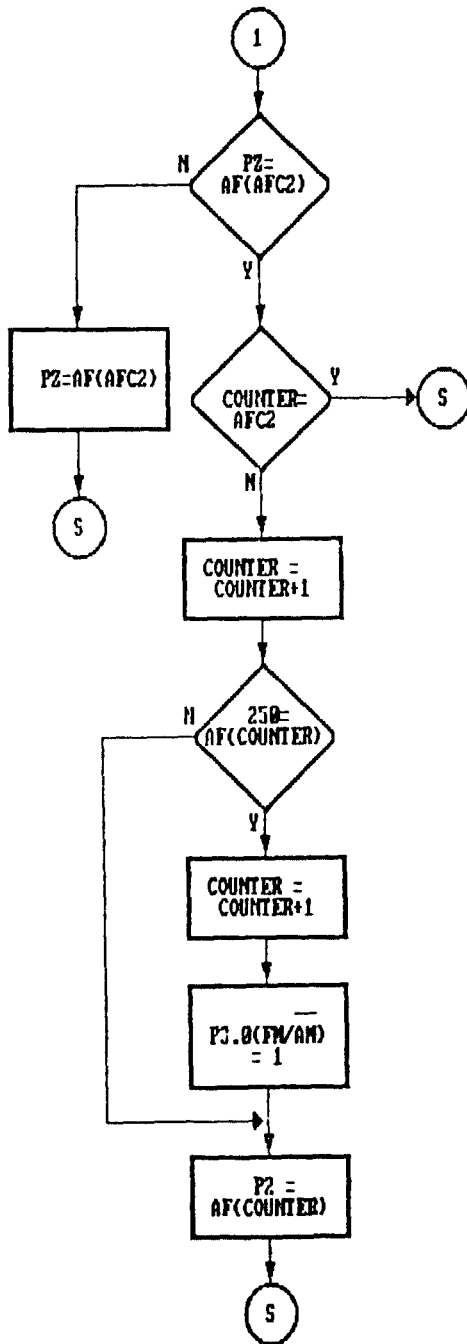 1
PZ=
AF(AFC2)
N
Y
PZ=AF(AFC2)
S
COUNTER=
AFC2
Y
S
N
COUNTER =
COUNTER+1
250=
AF(COUNTER)
N
Y
COUNTER =
COUNTER+1
P3.0(FM/A̅M̅)
= 1
PZ =
AF(COUNTER)
S